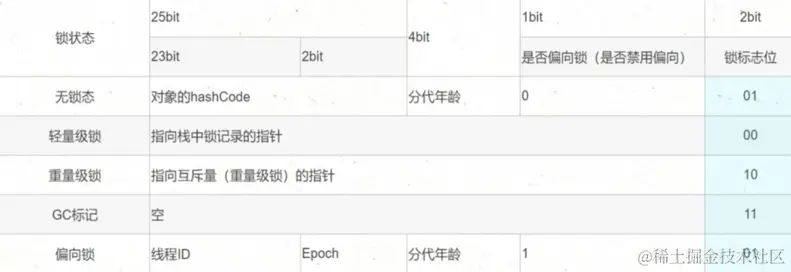 锁状态 25bit 4bit 1bit 2bit
23bit 2bit 是否偏向锁（是否禁用偏向） 锁标志位
无锁态 对象的hashCode 分代年龄 0 01
轻量级锁 指向栈中锁记录的指针 00
重量级锁 指向互斥量（重量级锁）的指针 10
GC标记 空 11
偏向锁 线程ID Epoch 分代年龄 1 01
@稀土掘金技术社区